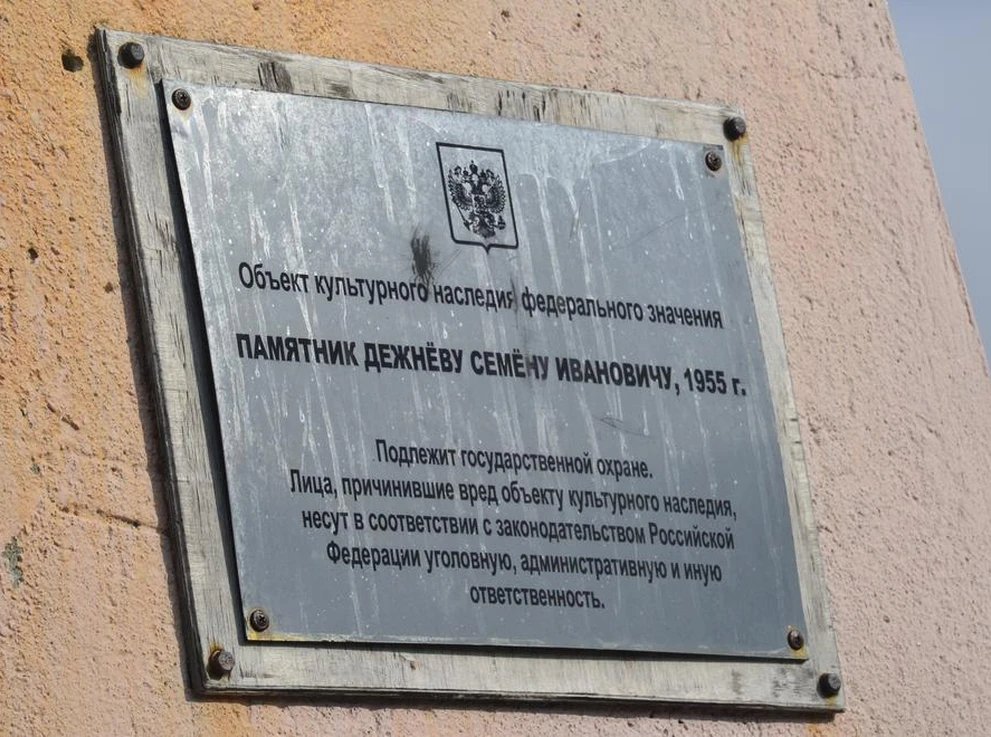 Объект культурного наследия федерального значения
ПАМЯТНИК ДЕЖНЁВУ СЕМЁНУ ИВАНОВИЧУ, 1955 г.
Подлежит государственной охране.
Лица, причинившие вред объекту культурного наследия,
несут в соответствии с законодательством Российской
Федерации уголовную, административную и иную
ответственность.